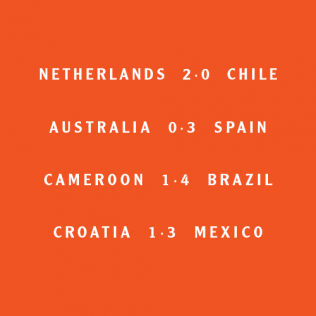 NETHERLANDS 2·0 CHILE
AUSTRALIA 0·3 SPAIN
CAMEROON 1·4 BRAZIL
CROATIA 1·3 MEXICO